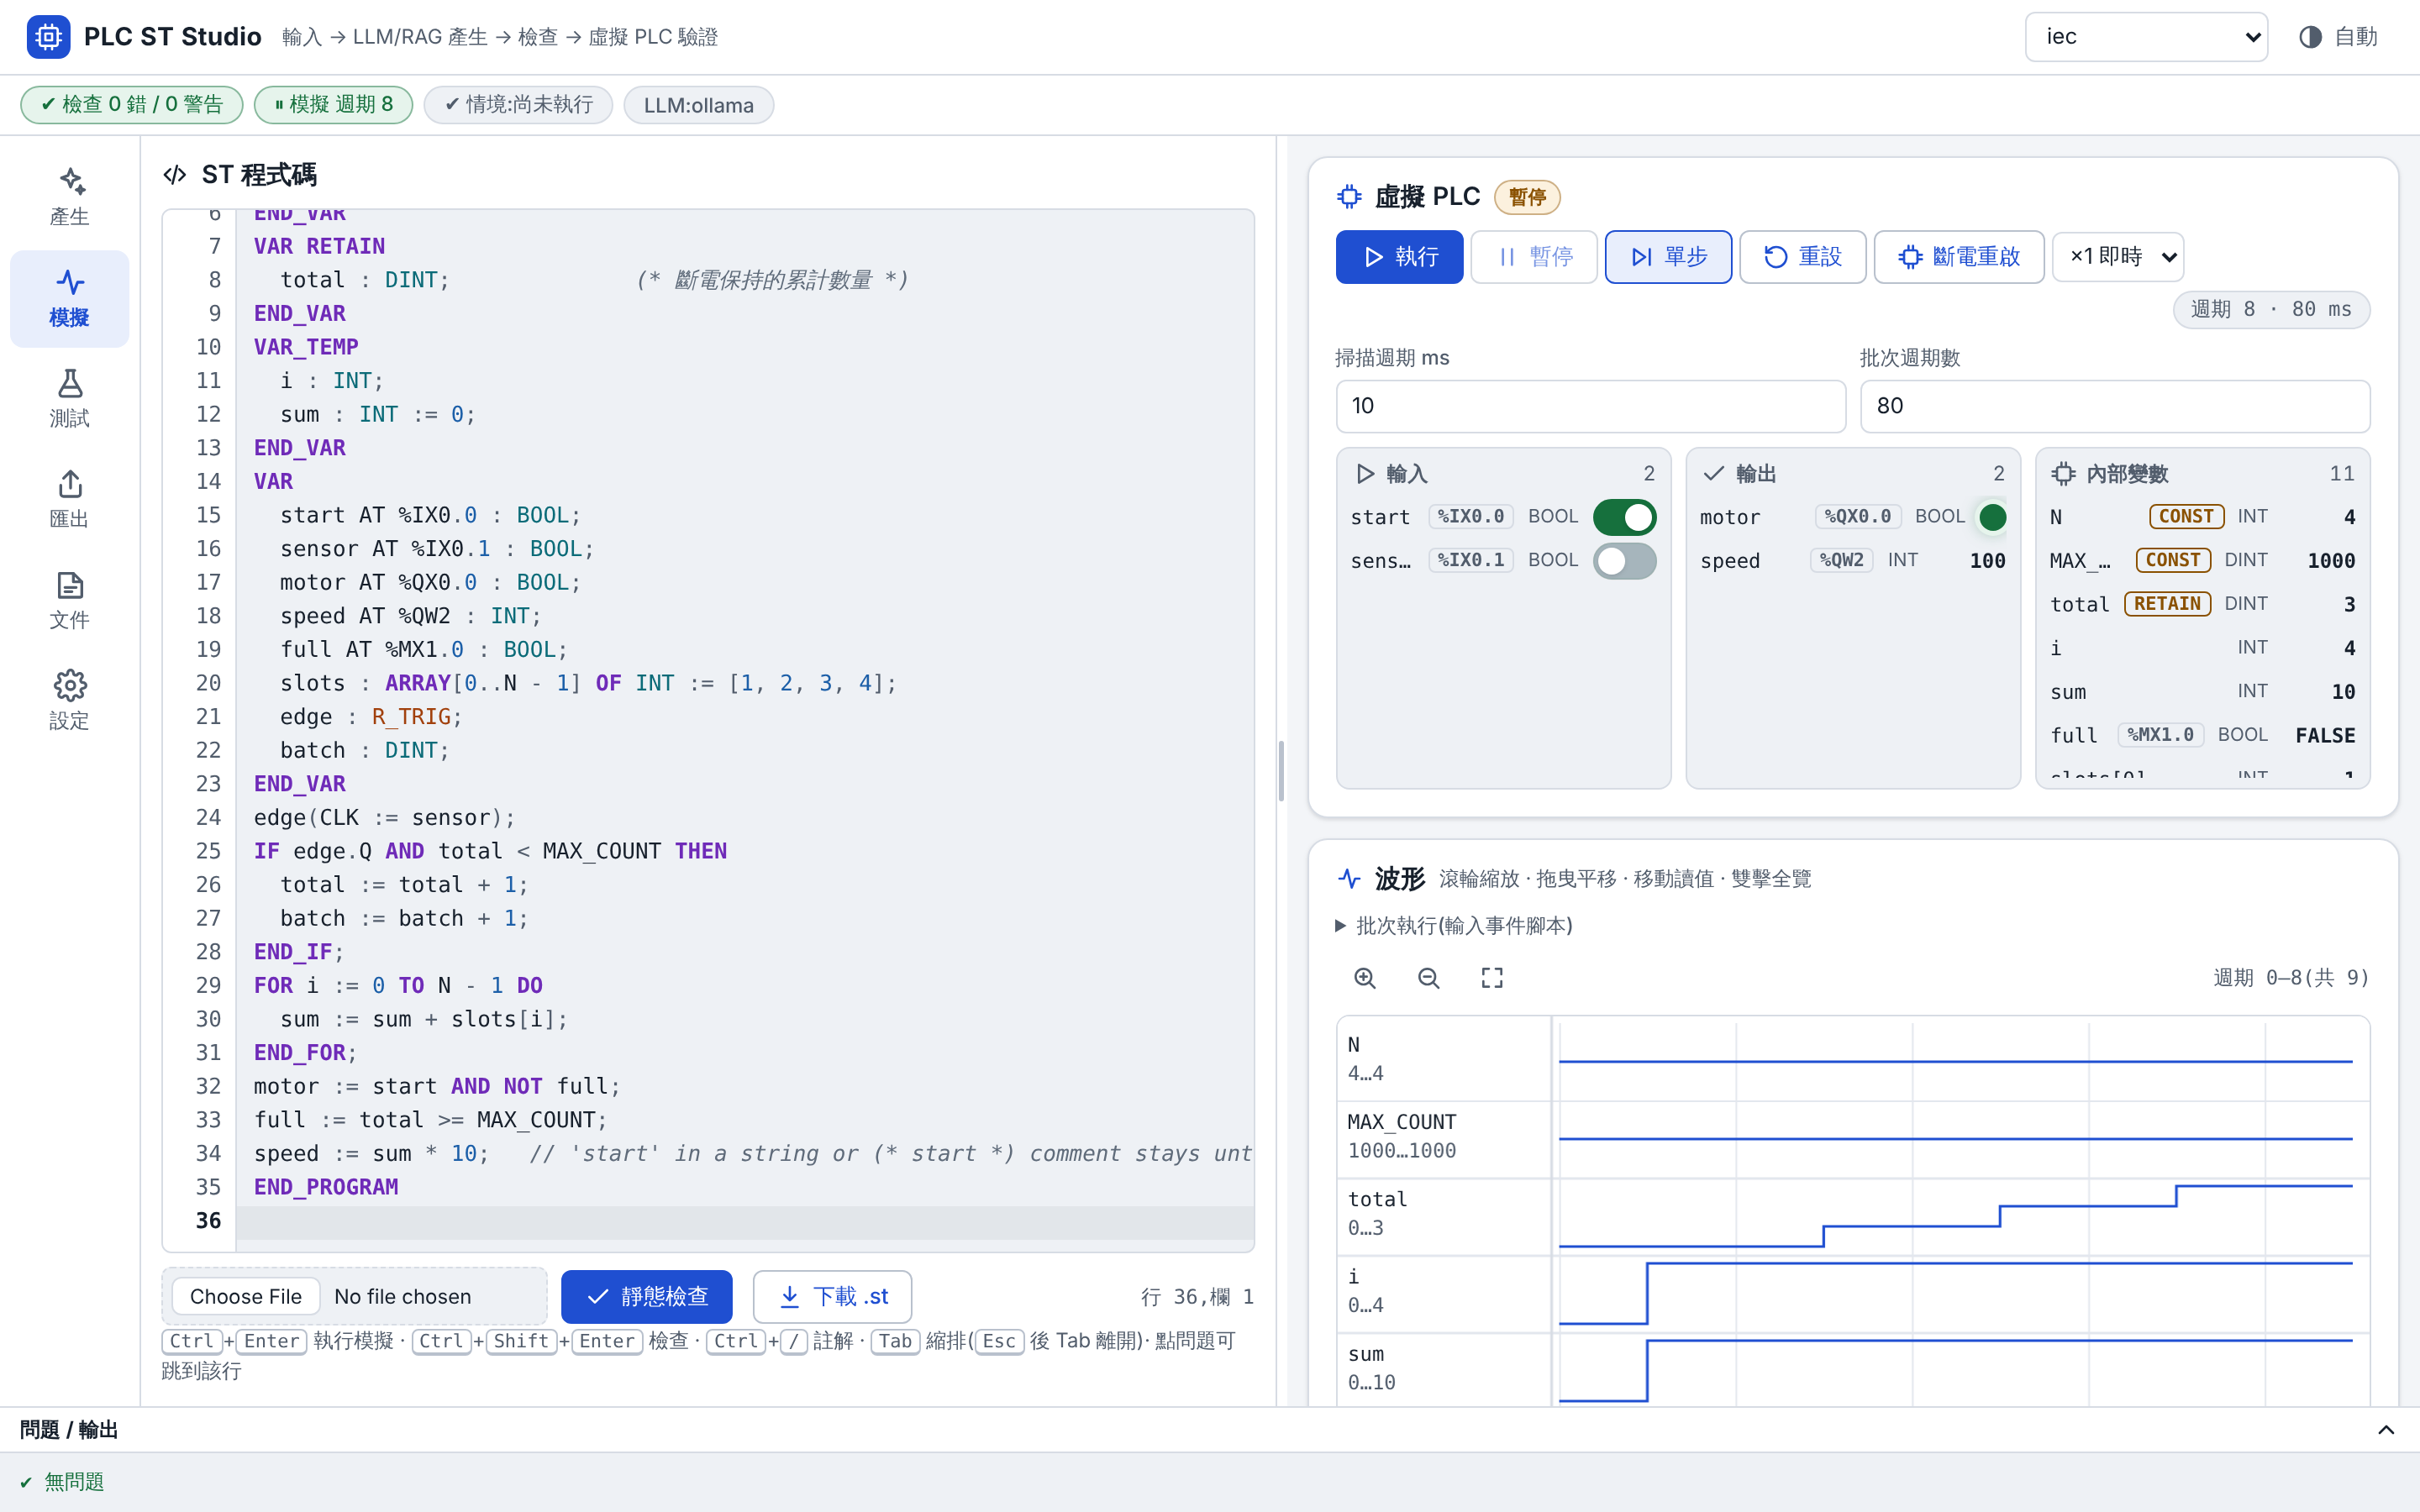 PLC ST Studio 輸入 → LLM/RAG 產生 → 檢查 → 虛擬 PLC 驗證 iec 自動
✔ 檢查 0 錯 / 0 警告 ⏸ 模擬 週期 8 ✔ 情境:尚未執行 LLM:ollama
產生
模擬
測試
匯出
文件
設定
ST 程式碼
6 END_VAR
7 VAR RETAIN
8 total : DINT; (* 斷電保持的累計數量 *)
9 END_VAR
10 VAR_TEMP
11 i : INT;
12 sum : INT := 0;
13 END_VAR
14 VAR
15 start AT %IX0.0 : BOOL;
16 sensor AT %IX0.1 : BOOL;
17 motor AT %QX0.0 : BOOL;
18 speed AT %QW2 : INT;
19 full AT %MX1.0 : BOOL;
20 slots : ARRAY[0..N - 1] OF INT := [1, 2, 3, 4];
21 edge : R_TRIG;
22 batch : DINT;
23 END_VAR
24 edge(CLK := sensor);
25 IF edge.Q AND total < MAX_COUNT THEN
26 total := total + 1;
27 batch := batch + 1;
28 END_IF;
29 FOR i := 0 TO N - 1 DO
30 sum := sum + slots[i];
31 END_FOR;
32 motor := start AND NOT full;
33 full := total >= MAX_COUNT;
34 speed := sum * 10; // 'start' in a string or (* start *) comment stays unt
35 END_PROGRAM
36
Choose File No file chosen 靜態檢查 下載 .st 行 36,欄 1
Ctrl+Enter 執行模擬 · Ctrl+Shift+Enter 檢查 · Ctrl+/ 註解 · Tab 縮排(Esc 後 Tab 離開)· 點問題可
跳到該行
虛擬 PLC 暫停
執行 暫停 單步 重設 斷電重啟 ×1 即時
週期 8 · 80 ms
掃描週期 ms 批次週期數
10 80
輸入 2
start %IX0.0 BOOL
sens… %IX0.1 BOOL
輸出 2
motor %QX0.0 BOOL
speed %QW2 INT 100
內部變數 11
N CONST INT 4
MAX_… CONST DINT 1000
total RETAIN DINT 3
i INT 4
sum INT 10
full %MX1.0 BOOL FALSE
slots[0] INT 1
波形 滾輪縮放 · 拖曳平移 · 移動讀值 · 雙擊全覽
▶ 批次執行(輸入事件腳本)
週期 0–8(共 9)
N
4…4
MAX_COUNT
1000…1000
total
0…3
i
0…4
sum
0…10
問題 / 輸出
✔ 無問題